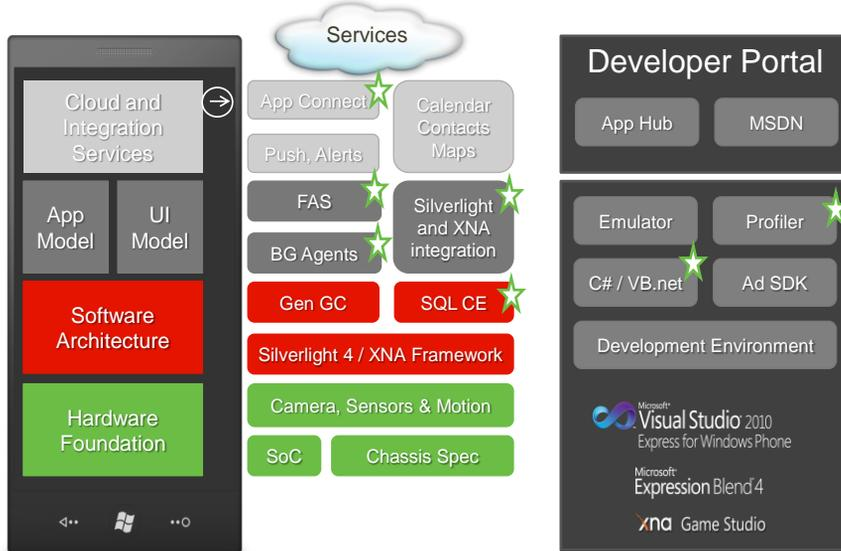 Services
Cloud and
Integration
Services
App
Model
UI
Model
Software
Architecture
Hardware
Foundation
App Connect
Calendar
Contacts
Maps
Push, Alerts
FAS
Silverlight
and XNA
integration
BG Agents
Gen GC
SQL CE
Silverlight 4 / XNA Framework
Camera, Sensors & Motion
SoC
Chassis Spec
Developer Portal
App Hub
MSDN
Emulator
Profiler
C# / VB.net
Ad SDK
Development Environment
Microsoft®
Visual Studio® 2010
Express for Windows Phone
Microsoft®
Expression Blend® 4
xna Game Studio